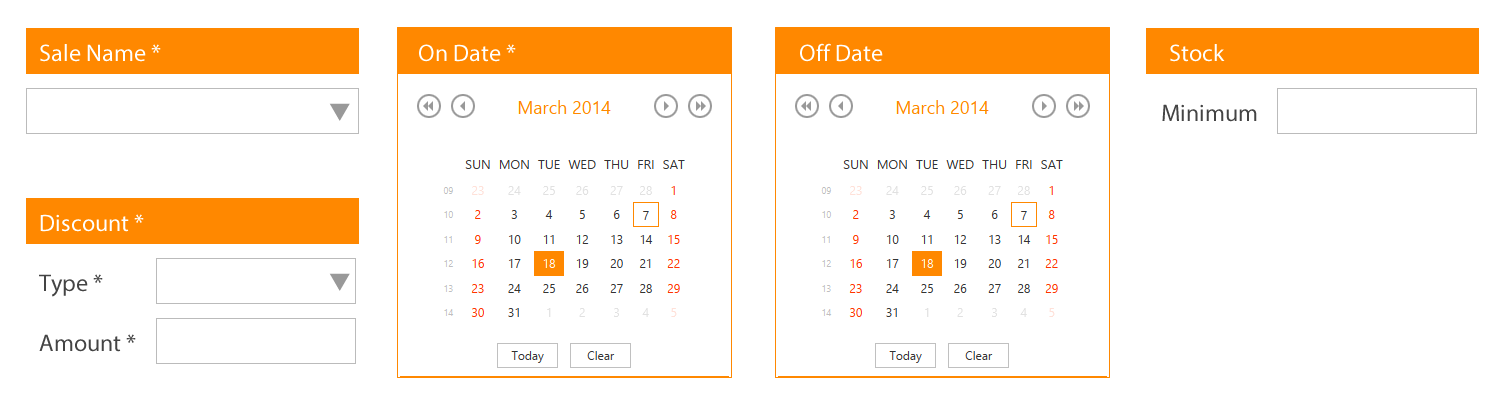 Sale Name *
Discount *
Type *
Amount *
On Date *
March 2014
SUN MON TUE WED THU FRI SAT
09 23 24 25 26 27 28 1
10 2 3 4 5 6 7 8
11 9 10 11 12 13 14 15
12 16 17 18 19 20 21 22
13 23 24 25 26 27 28 29
14 30 31 1 2 3 4 5
Today Clear
Off Date
March 2014
SUN MON TUE WED THU FRI SAT
09 23 24 25 26 27 28 1
10 2 3 4 5 6 7 8
11 9 10 11 12 13 14 15
12 16 17 18 19 20 21 22
13 23 24 25 26 27 28 29
14 30 31 1 2 3 4 5
Today Clear
Stock
Minimum